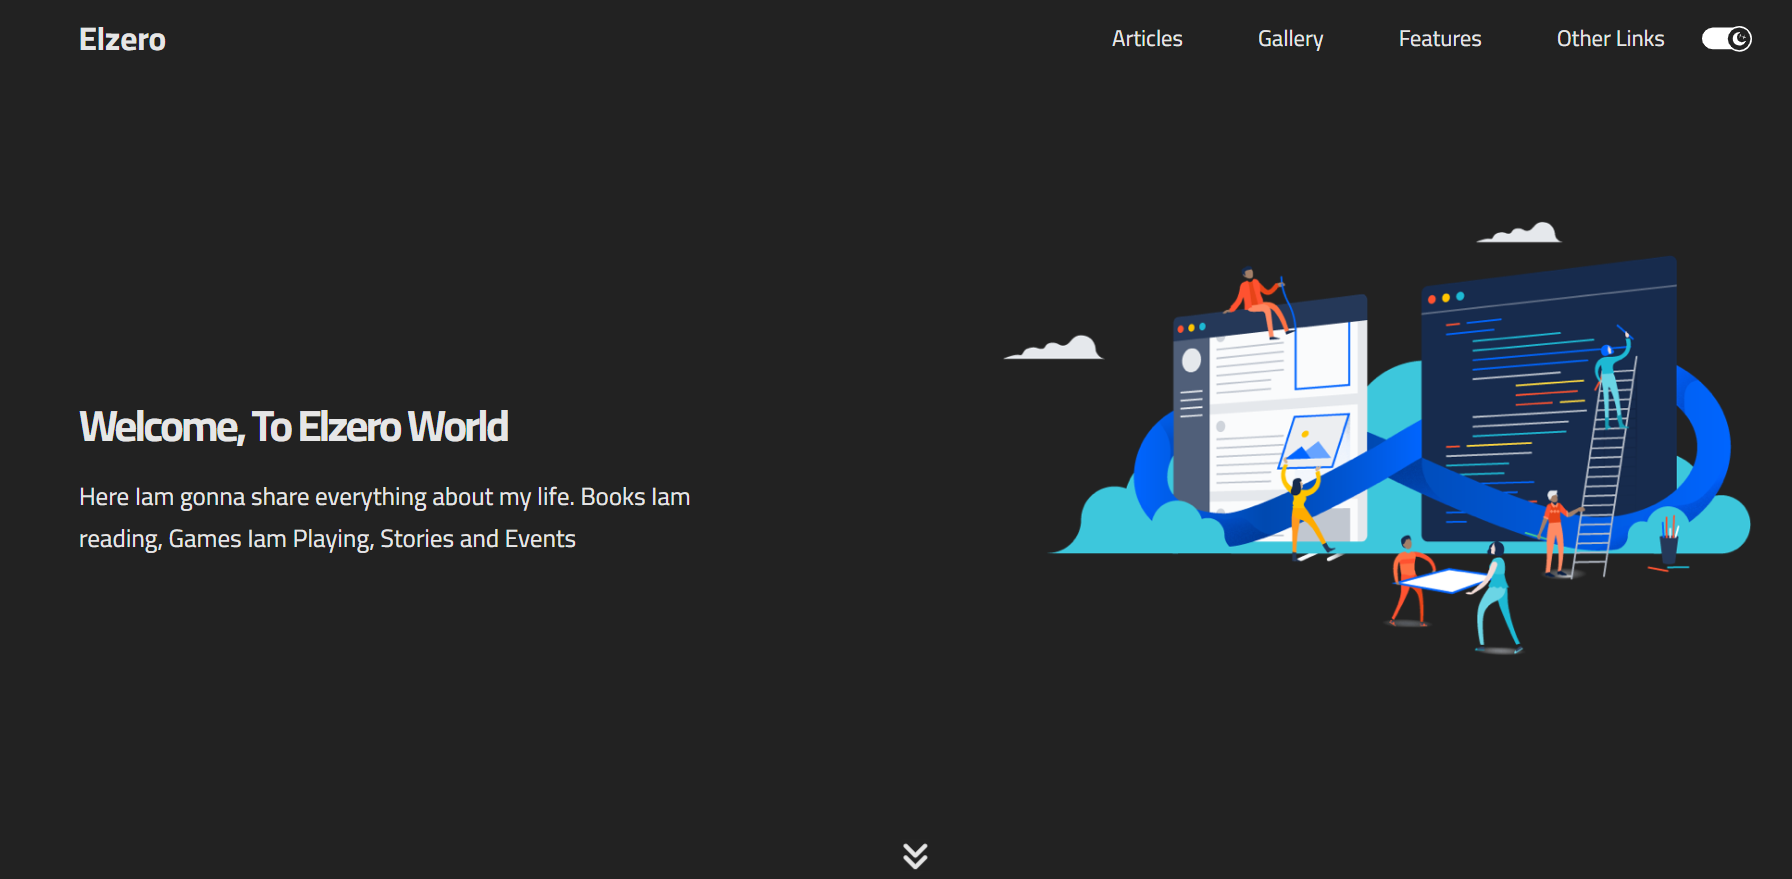 Elzero
Articles
Gallery
Features
Other Links
Welcome, To Elzero World
Here Iam gonna share everything about my life. Books Iam
reading, Games Iam Playing, Stories and Events